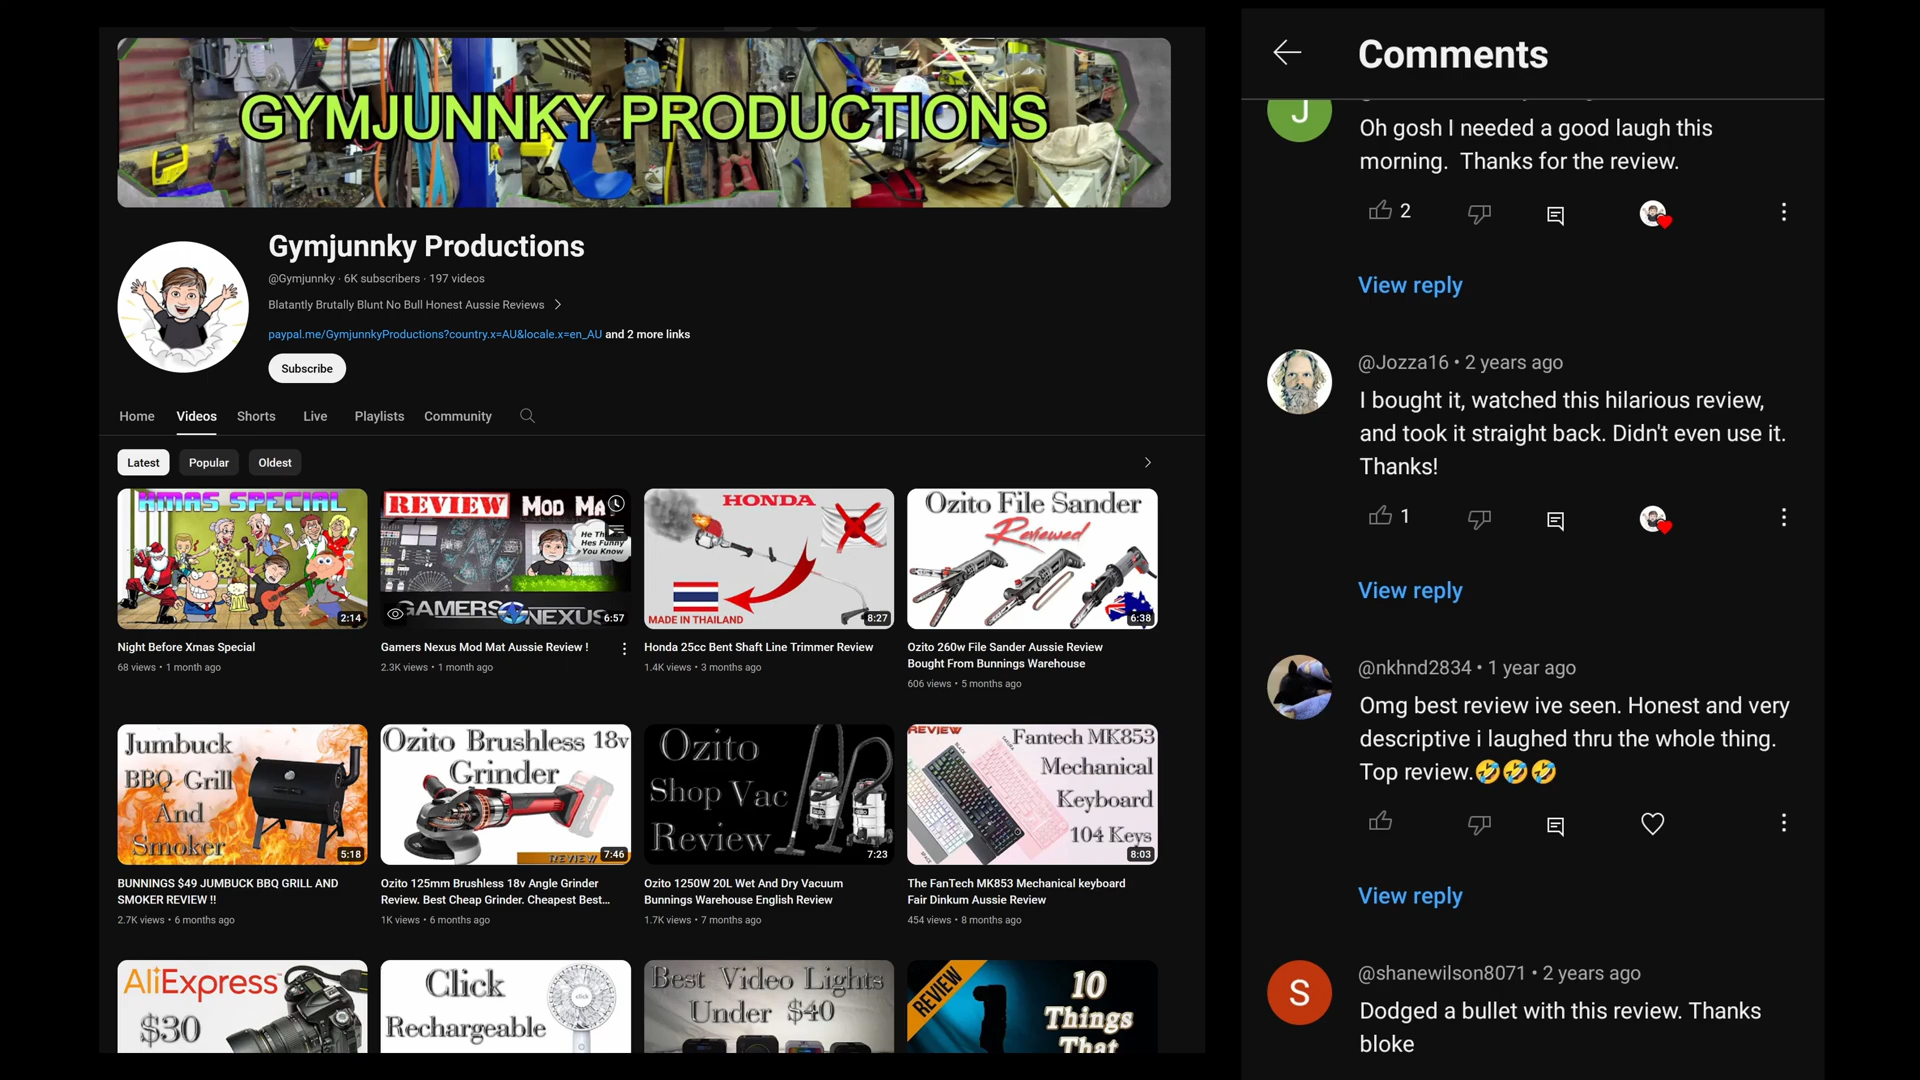 GYMJUNNKY PRODUCTIONS
Gymjunnky Productions
@Gymjunnky · 6K subscribers · 197 videos
Blatantly Brutally Blunt No Bull Honest Aussie Reviews
paypal.me/GymjunnkyProductions?country.x=AU&locale.x=en_AU and 2 more links
Subscribe
Home Videos Shorts Live Playlists Community
Latest Popular Oldest
XMAS SPECIAL
2:14
Night Before Xmas Special
68 views • 1 month ago
REVIEW MOD MA
He Th
Hes Funny
You Know
GAMERS NEXUS
6:57
Gamers Nexus Mod Mat Aussie Review !
2.3K views • 1 month ago
HONDA
MADE IN THAILAND
8:27
Honda 25cc Bent Shaft Line Trimmer Review
1.4K views • 3 months ago
Ozito File Sander
Reviewed
6:38
Ozito 260w File Sander Aussie Review
Bought From Bunnings Warehouse
606 views • 5 months ago
Jumbuck
BBQ Grill
And
Smoker
5:18
BUNNINGS $49 JUMBUCK BBQ GRILL AND
SMOKER REVIEW !!
2.7K views • 6 months ago
Ozito Brushless 18v
Grinder
REVIEW
7:46
Ozito 125mm Brushless 18v Angle Grinder
Review. Best Cheap Grinder. Cheapest Best...
1K views • 6 months ago
Ozito
Shop Vac
Review
7:23
Ozito 1250W 20L Wet And Dry Vacuum
Bunnings Warehouse English Review
1.7K views • 7 months ago
REVIEW
Fantech MK853
Mechanical
Keyboard
104 Keys
8:03
The FanTech MK853 Mechanical keyboard
Fair Dinkum Aussie Review
454 views • 8 months ago
AliExpress
$30
Click
Rechargeable
Best Video Lights
Under $40
REVIEW
10
Things
That
Comments
J
Oh gosh I needed a good laugh this
morning. Thanks for the review.
2
View reply
@Jozza16 • 2 years ago
I bought it, watched this hilarious review,
and took it straight back. Didn't even use it.
Thanks!
1
View reply
@nkhnd2834 • 1 year ago
Omg best review ive seen. Honest and very
descriptive i laughed thru the whole thing.
Top review.🤣🤣🤣
View reply
S
@shanewilson8071 • 2 years ago
Dodged a bullet with this review. Thanks
bloke